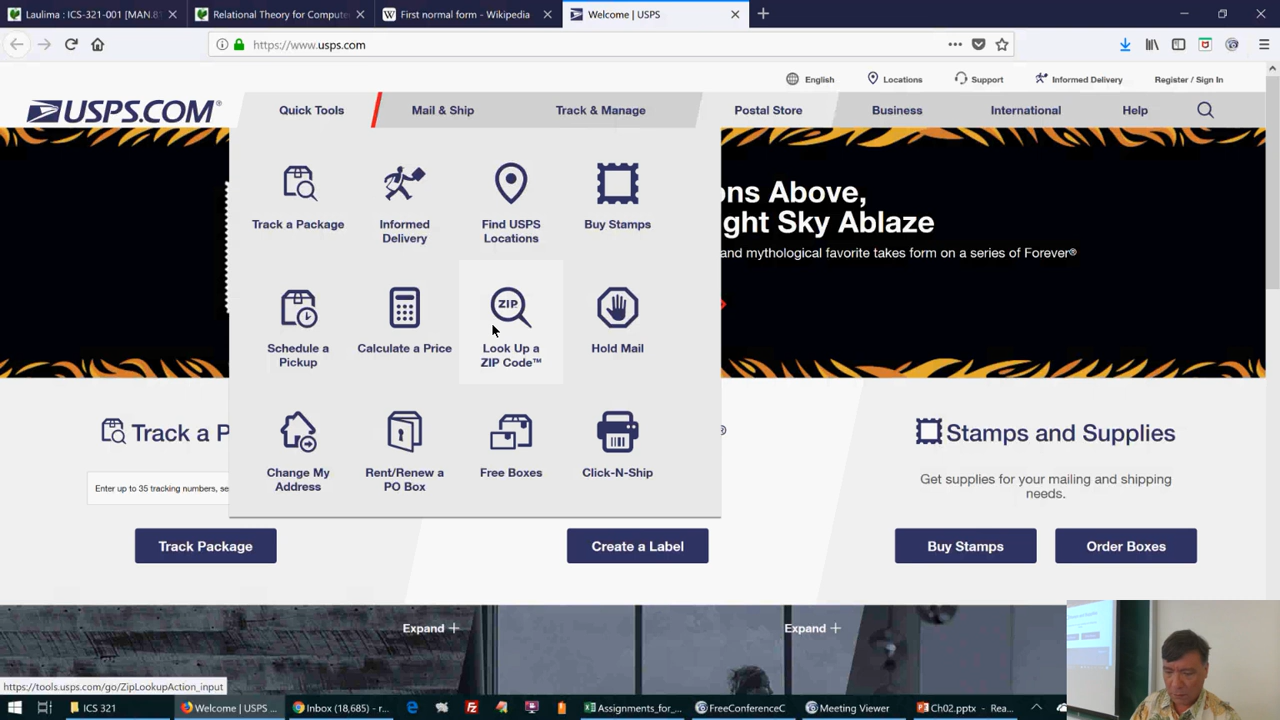 Laulima : ICS-321-001 [MAN.8
Relational Theory for Compute
First normal form - Wikipedia
Welcome | USPS
https://www.usps.com
English
Locations
Support
Informed Delivery
Register / Sign In
USPS.COM®
Quick Tools
Mail & Ship
Track & Manage
Postal Store
Business
International
Help
ons Above,
ght Sky Ablaze
and mythological favorite takes form on a series of Forever®
Track a Package
Informed
Delivery
Find USPS
Locations
Buy Stamps
Schedule a
Pickup
Calculate a Price
ZIP
Look Up a
ZIP Code™
Hold Mail
Change My
Address
Rent/Renew a
PO Box
Free Boxes
Click-N-Ship
Track a P
Enter up to 35 tracking numbers, se
Track Package
®
Create a Label
Stamps and Supplies
Get supplies for your mailing and shipping
needs.
Buy Stamps
Order Boxes
Expand +
Expand +
https://tools.usps.com/go/ZipLookupAction_input
ICS 321
Welcome | USPS ...
Inbox (18,685) - r...
Assignments_for_...
FreeConferenceC
Meeting Viewer
Ch02.pptx - Rea...